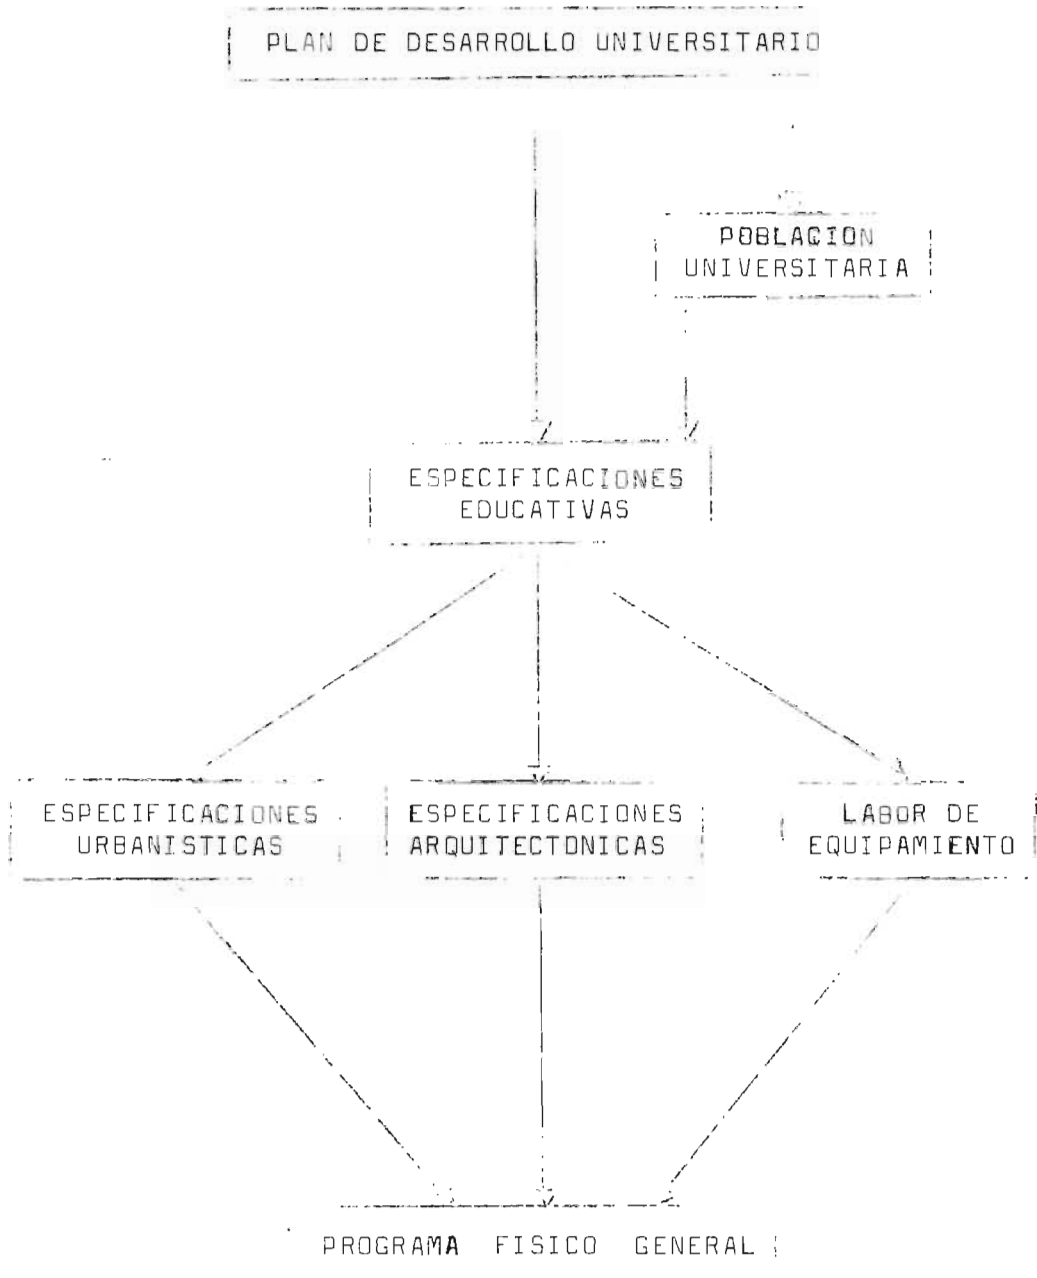 PLAN DE DESARROLLO UNIVERSITARIO
POBLACION
UNIVERSITARIA
ESPECIFICACIONES
EDUCATIVAS
ESPECIFICACIONES
URBANISTICAS
ESPECIFICACIONES
ARQUITECTONICAS
LABOR DE
EQUIPAMIENTO
PROGRAMA FISICO GENERAL